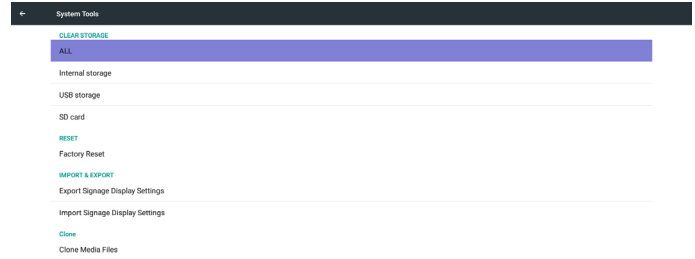 System Tools
CLEAR STORAGE
ALL
Internal storage
USB storage
SD card
RESET
Factory Reset
IMPORT & EXPORT
Export Signage Display Settings
Import Signage Display Settings
Clone
Clone Media Files